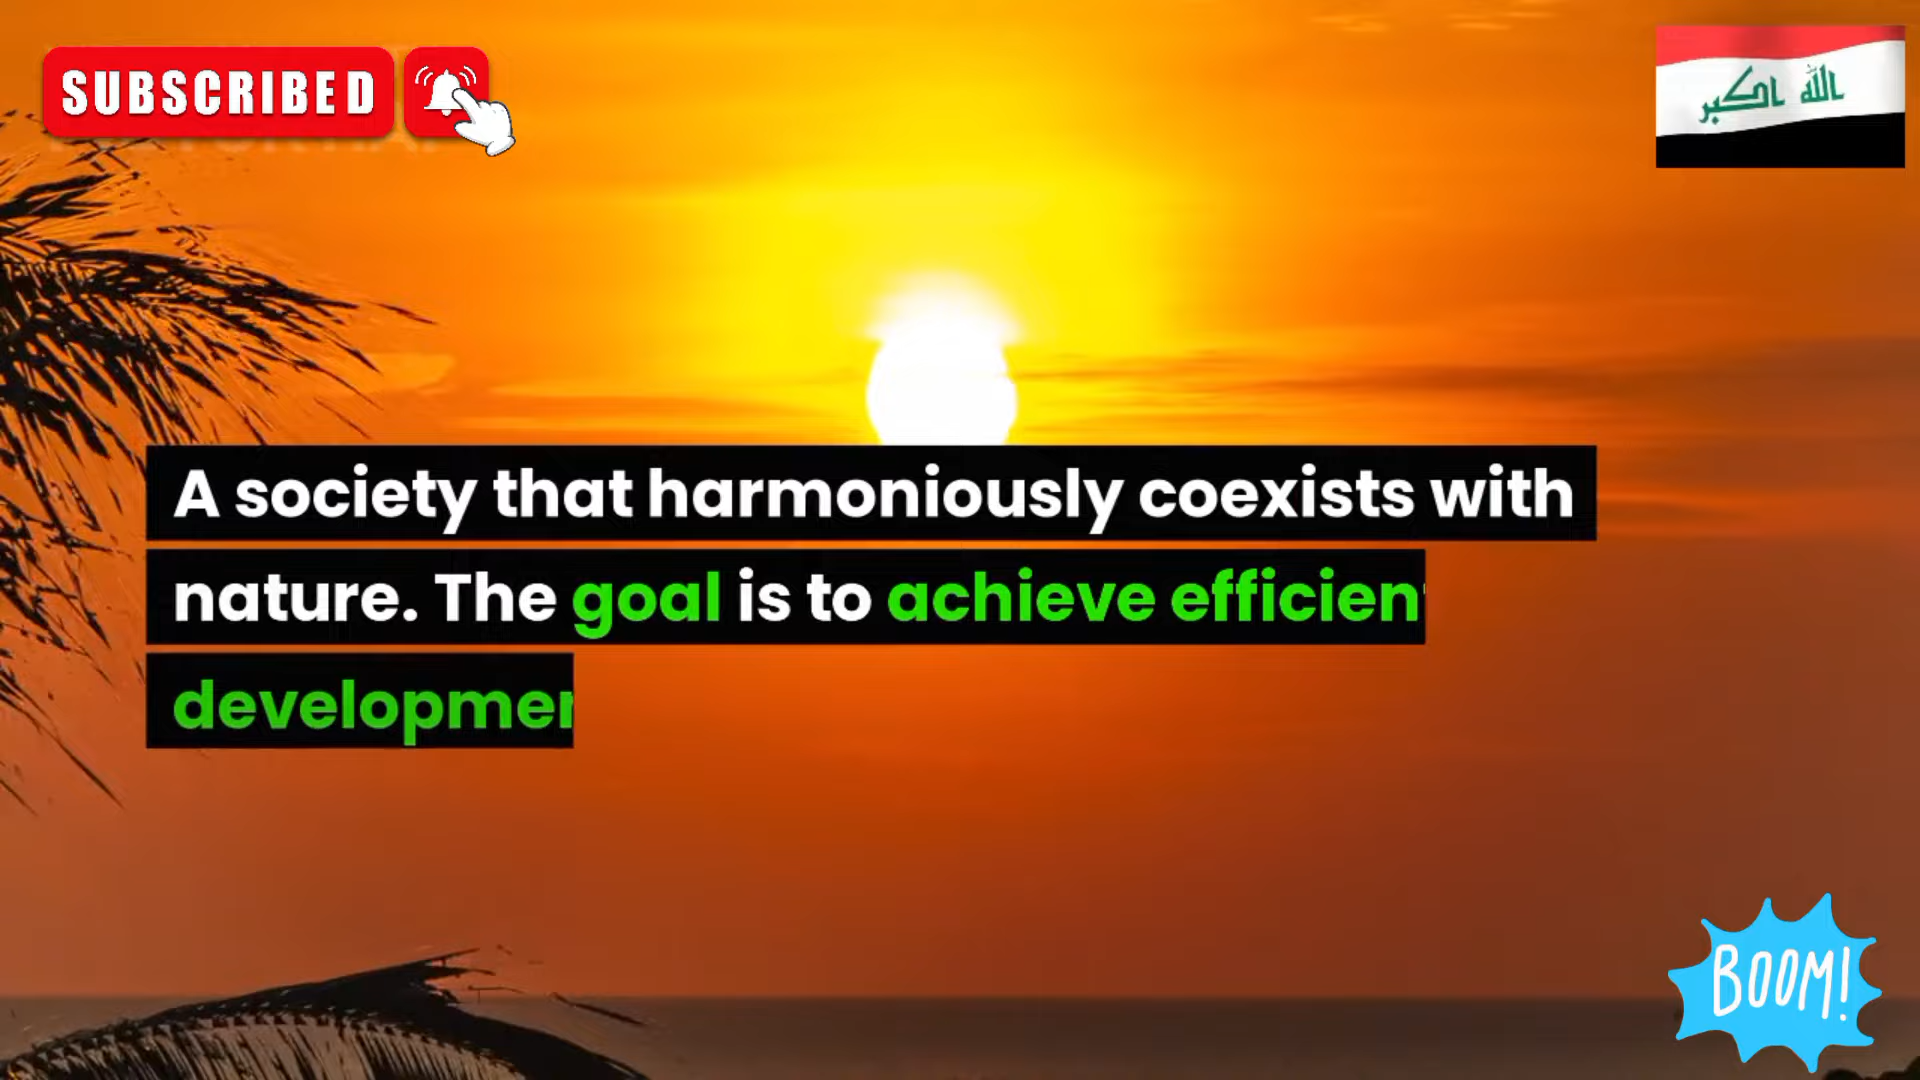 SUBSCRIBED
الله اكبر
A society that harmoniously coexists with
nature. The goal is to achieve efficien
developmer
BOOM!